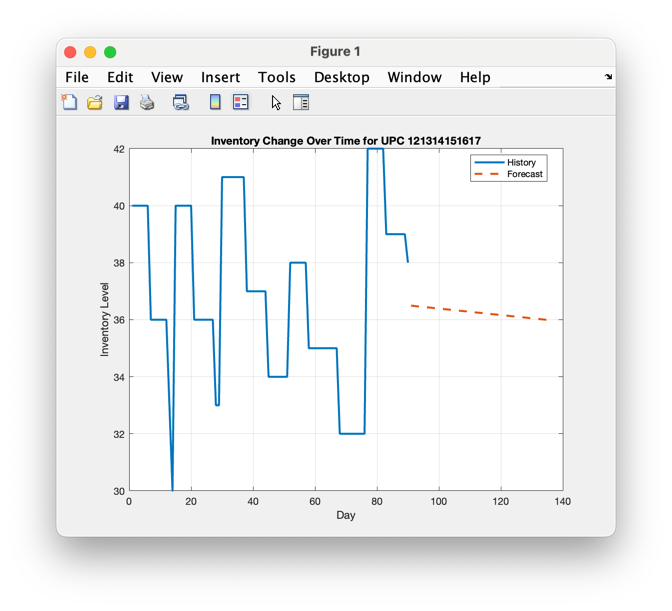 Figure 1
File Edit View Insert Tools Desktop Window Help
Inventory Change Over Time for UPC 121314151617
42
History
Forecast
40
38
Inventory Level
36
34
32
30
0 20 40 60 80 100 120 140
Day